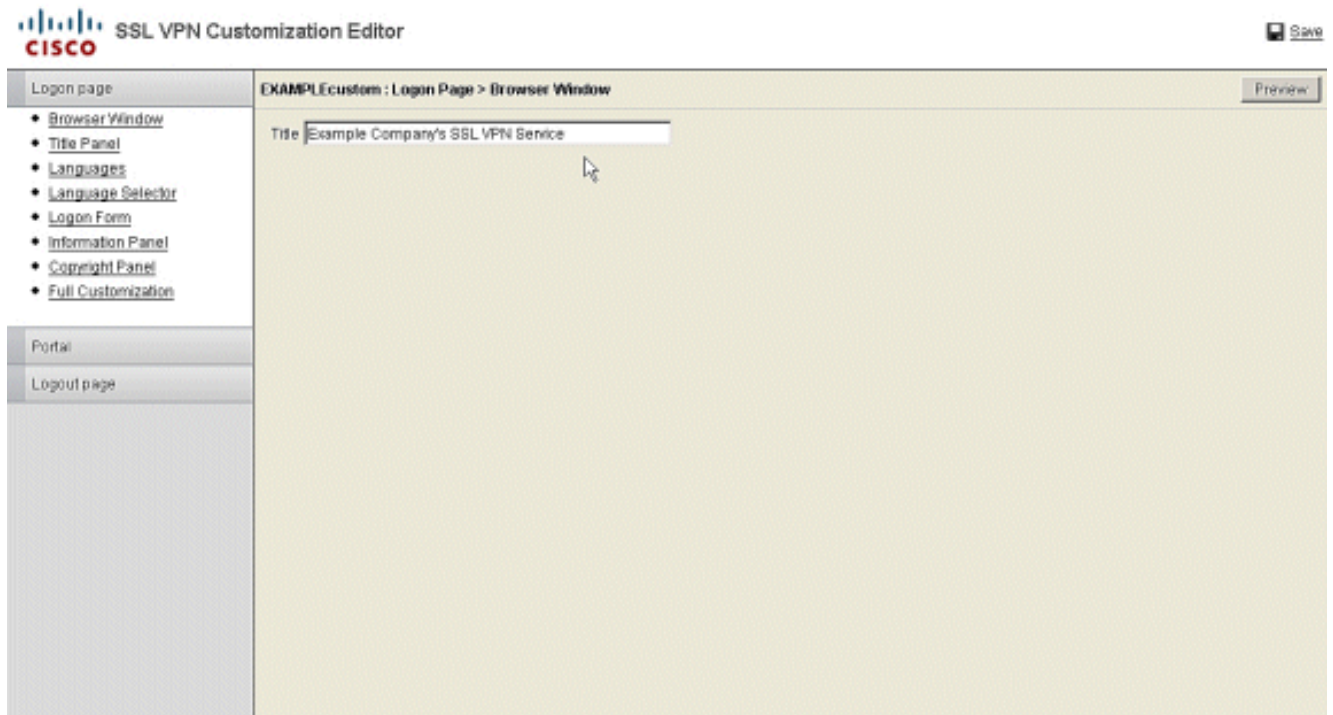 CISCO
SSL VPN Customization Editor
Save
Logon page
Browser Window
Title Panel
Languages
Language Selector
Logon Form
Information Panel
Copyright Panel
Full Customization
Portal
Logout page
EXAMPLEcustom : Logon Page > Browser Window
Preview
Title Example Company's SSL VPN Service